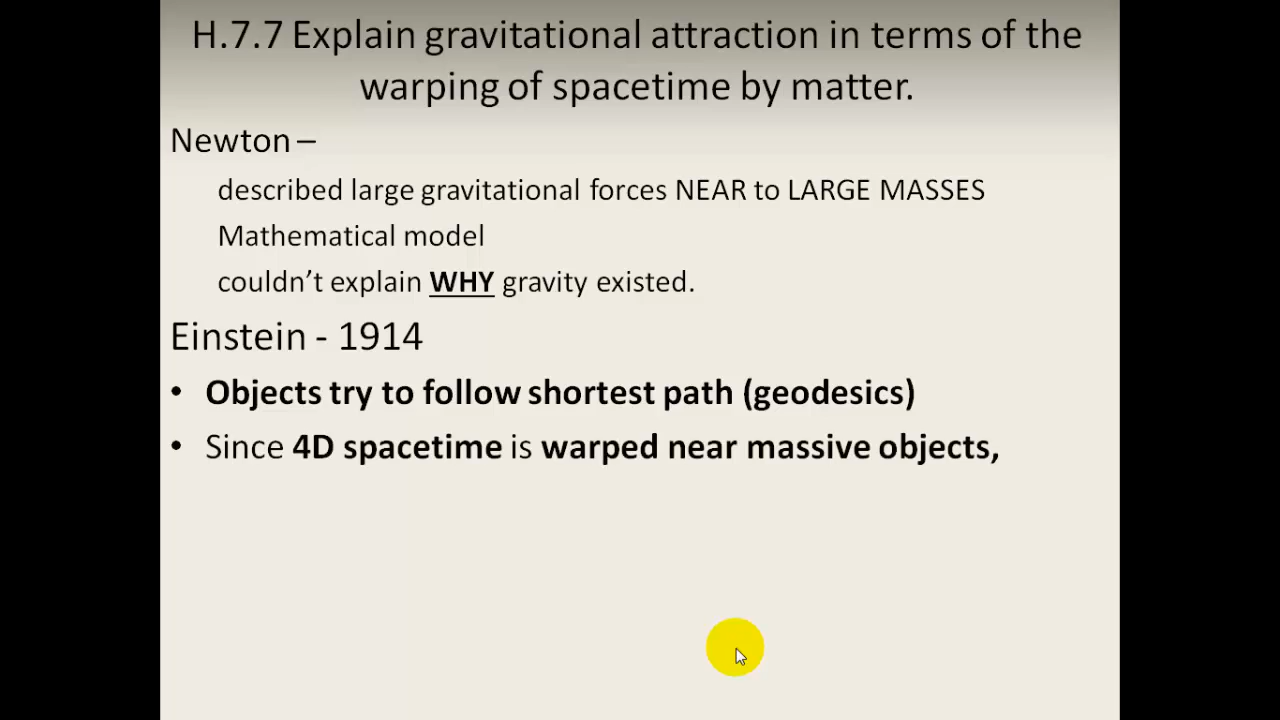 H.7.7 Explain gravitational attraction in terms of the
warping of spacetime by matter.
Newton –
described large gravitational forces NEAR to LARGE MASSES
Mathematical model
couldn’t explain WHY gravity existed.
Einstein - 1914
• Objects try to follow shortest path (geodesics)
• Since 4D spacetime is warped near massive objects,